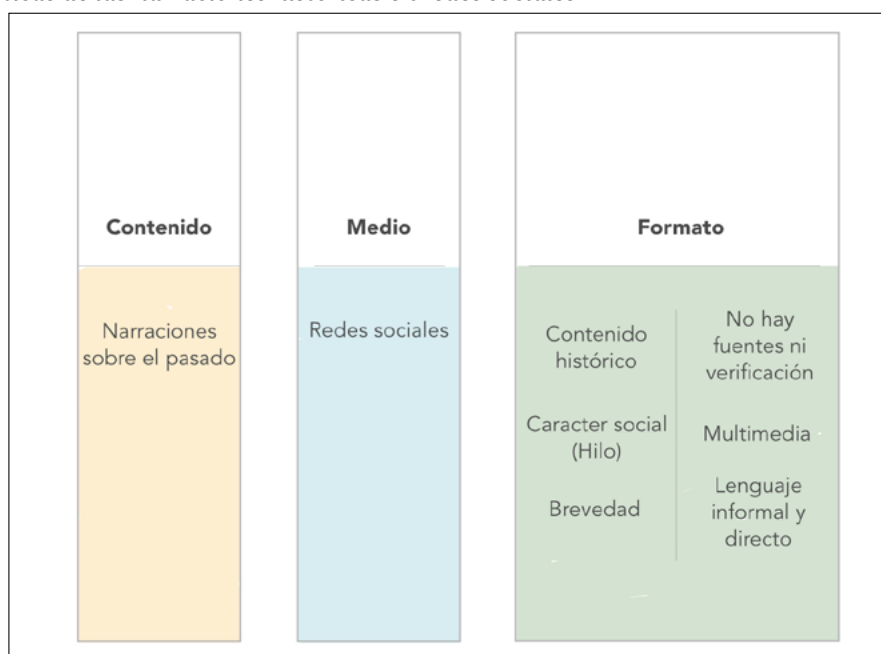 Contenido
Narraciones
sobre el pasado
Medio
Redes sociales
Formato
Contenido
histórico
Caracter social
(Hilo)
Brevedad
No hay
fuentes ni
verificación
Multimedia
Lenguaje
informal y
directo